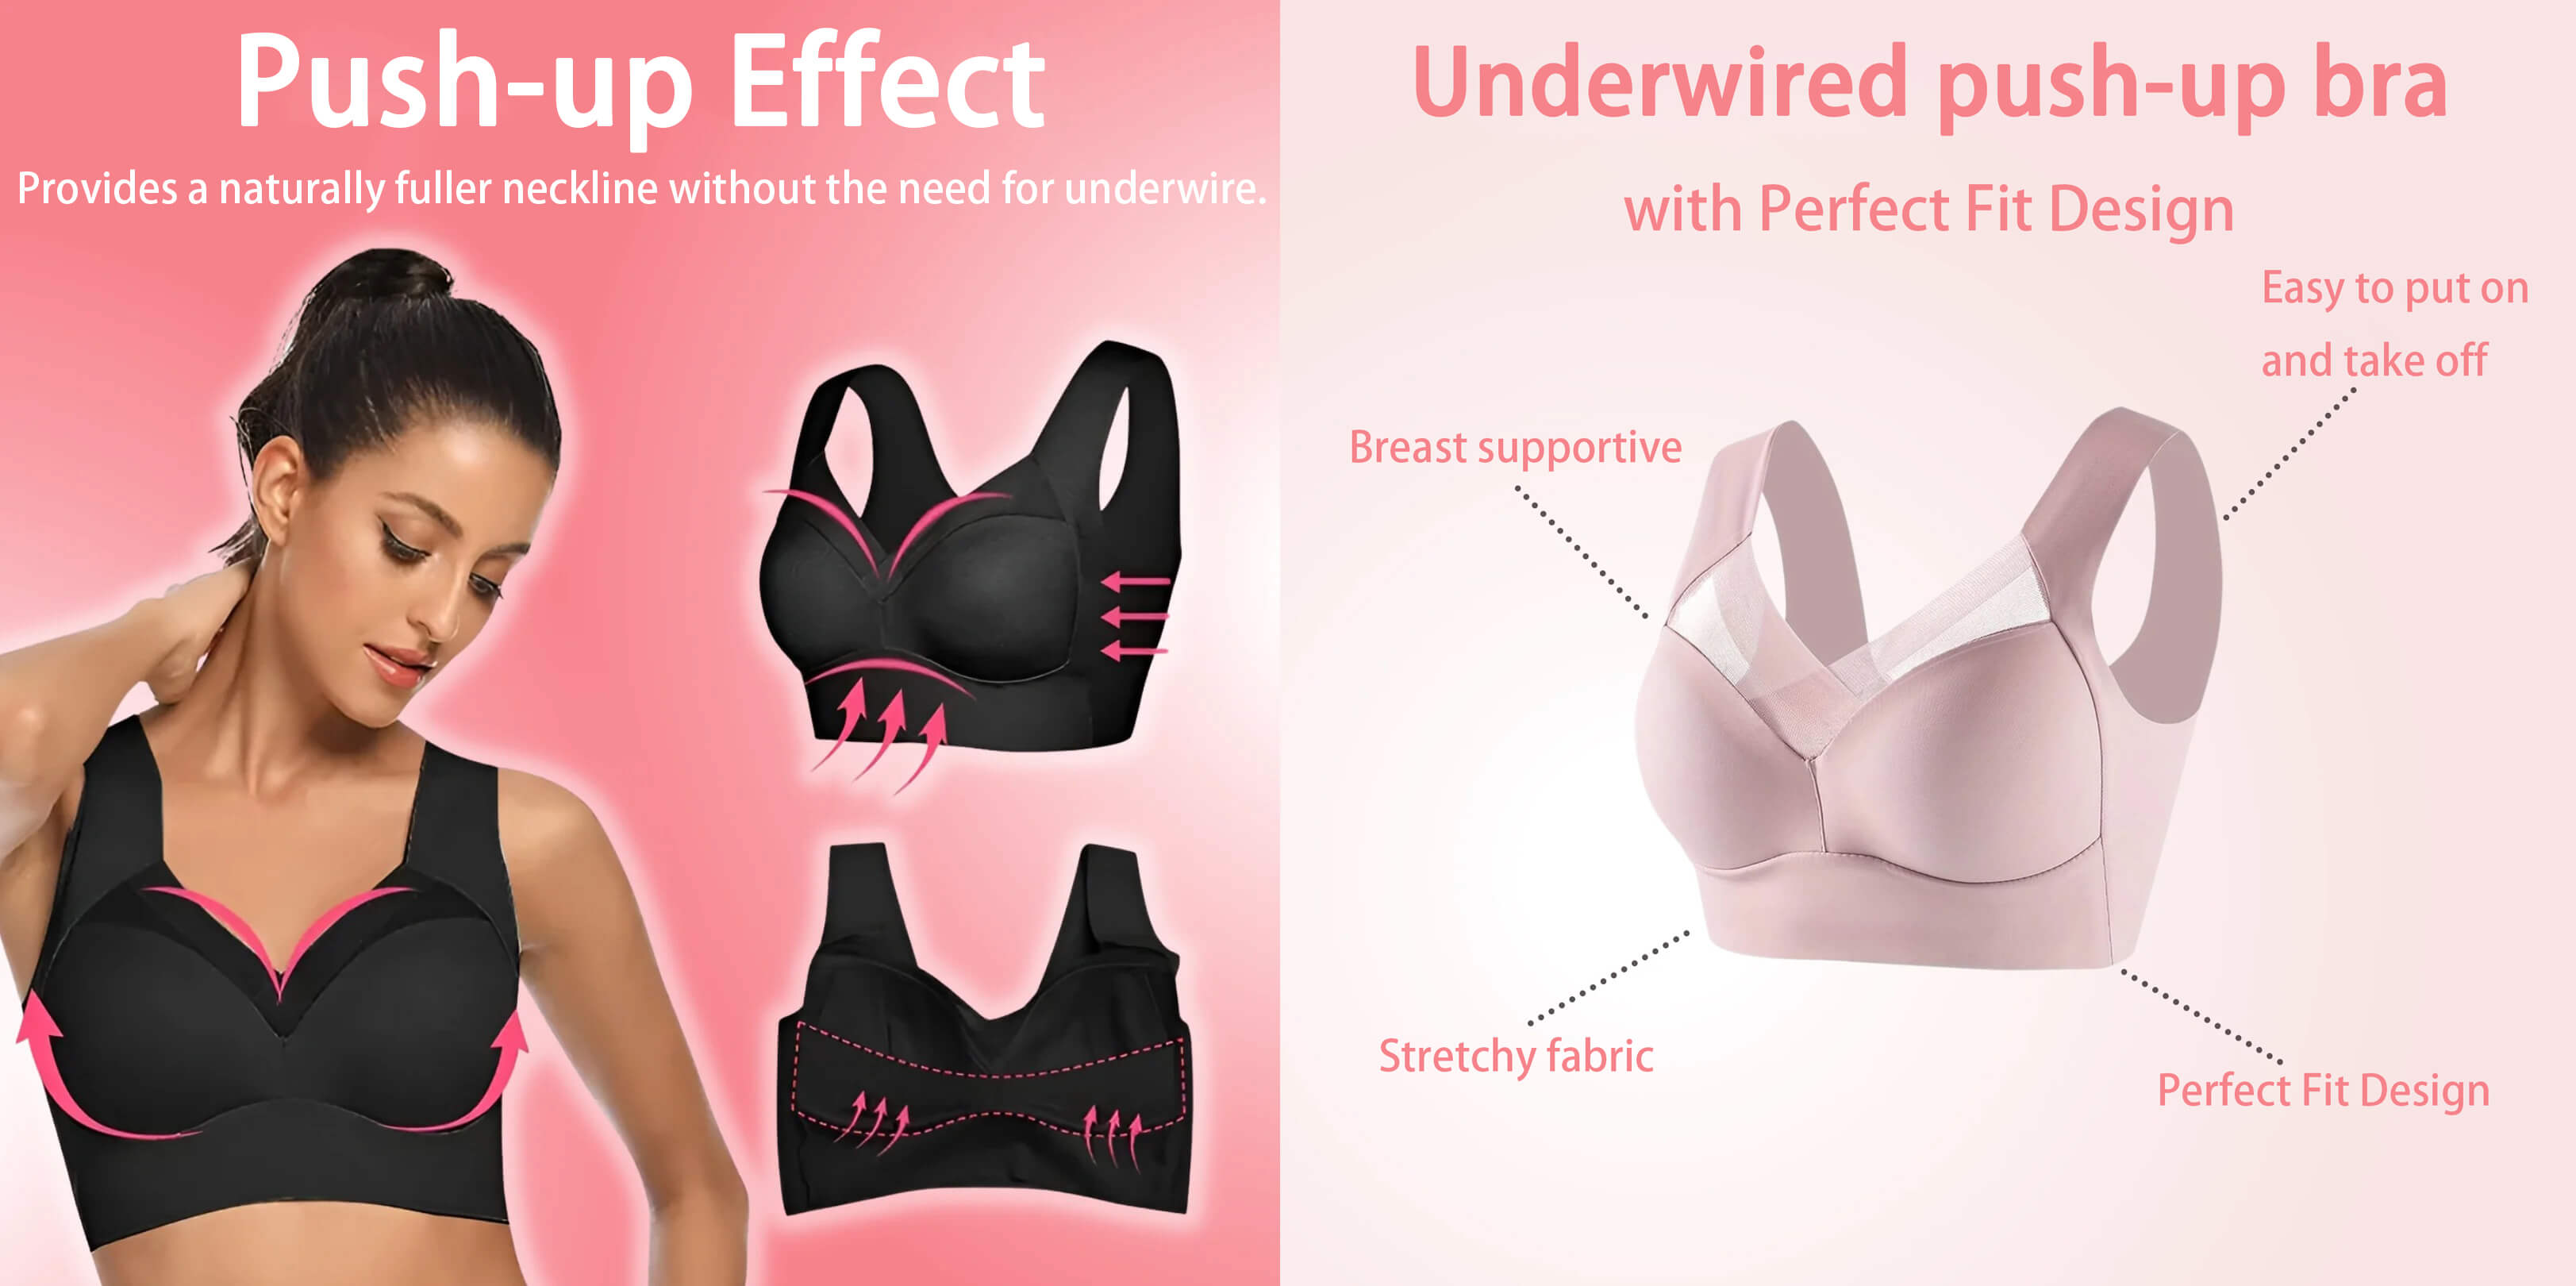 Push-up Effect
Provides a naturally fuller neckline without the need for underwire.
Underwired push-up bra
with Perfect Fit Design
Easy to put on
and take off
Breast supportive
Stretchy fabric
Perfect Fit Design